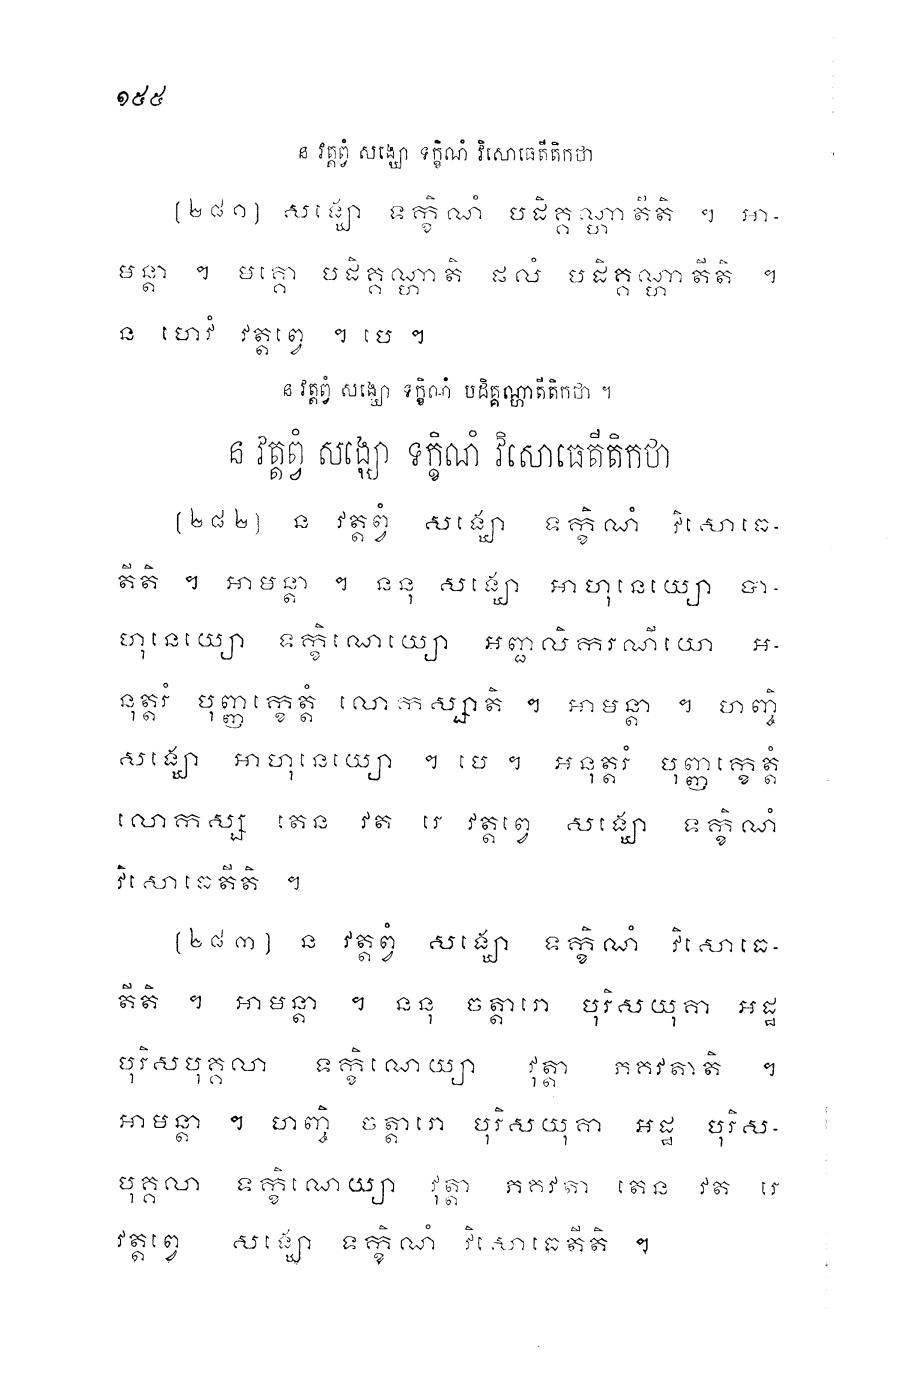 ១៥៥
ន វត្តព្វំ សង្ឃោ ទក្ខិណំ វិសោធេតីតិកថា
[២៨១] សង្ឃោ ទក្ខិណំ បដិគ្គណ្ហាតីតិ ។ អា-
មន្តា ។ មគ្គោ បដិគ្គណ្ហាតិ ផលំ បដិគ្គណ្ហាតីតិ ។
ន ហេវំ វត្តព្វេ ។ បេ ។
ន វត្តព្វំ សង្ឃោ ទក្ខិណំ បដិគ្គណ្ហាតីតិកថា ។
ន វត្តព្វំ សង្ឃោ ទក្ខិណំ វិសោធេតីតិកថា
[២៨២] ន វត្តព្វំ សង្ឃោ ទក្ខិណំ វិសោធេ-
តីតិ ។ អាមន្តា ។ ននុ សង្ឃោ អាហុនេយ្យោ បា-
ហុនេយ្យោ ទក្ខិណេយ្យោ អញ្ជលិករណីយោ អ-
នុត្តរំ បុញ្ញក្ខេត្តំ លោកស្សាតិ ។ អាមន្តា ។ ហញ្ចិ
សង្ឃោ អាហុនេយ្យោ ។ បេ ។ អនុត្តរំ បុញ្ញក្ខេត្តំ
លោកស្ស តេន វត រេ វត្តព្វេ សង្ឃោ ទក្ខិណំ
វិសោធេតីតិ ។
[២៨៣] ន វត្តព្វំ សង្ឃោ ទក្ខិណំ វិសោធេ-
តីតិ ។ អាមន្តា ។ ននុ ចត្តារោ បុរិសយុគា អដ្ឋ
បុរិសបុគ្គលា ទក្ខិណេយ្យា វុត្តា ភគវតាតិ ។
អាមន្តា ។ ហញ្ចិ ចត្តារោ បុរិសយុគា អដ្ឋ បុរិស-
បុគ្គលា ទក្ខិណេយ្យា វុត្តា ភគវតា តេន វត រេ
វត្តព្វេ សង្ឃោ ទក្ខិណំ វិសោធេតីតិ ។